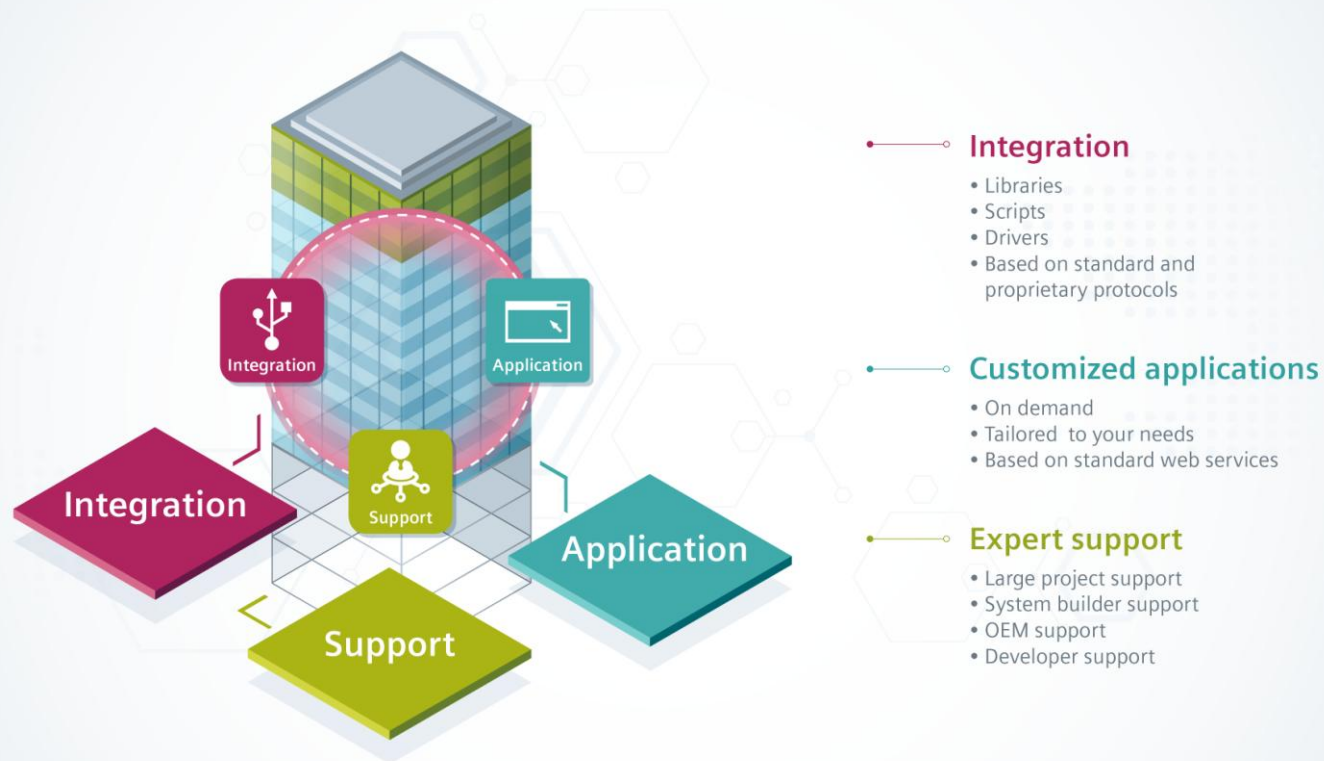 Integration
Application
Support
Integration
Application
Support
Integration
• Libraries
• Scripts
• Drivers
• Based on standard and
proprietary protocols
Customized applications
• On demand
• Tailored to your needs
• Based on standard web services
Expert support
• Large project support
• System builder support
• OEM support
• Developer support